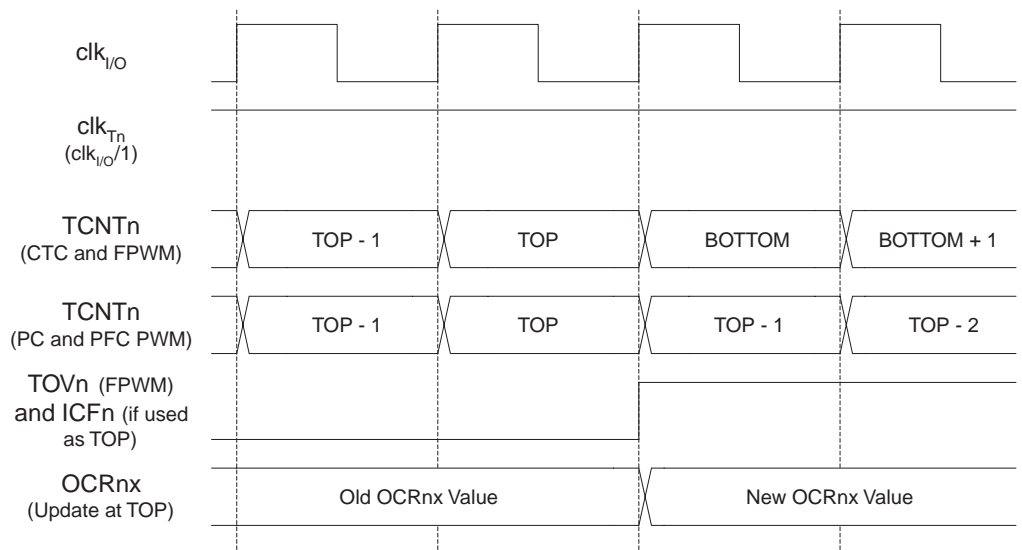 clkI/O
clkTn
(clkI/O/1)
TCNTn
(CTC and FPWM)
TOP - 1
TOP
BOTTOM
BOTTOM + 1
TCNTn
(PC and PFC PWM)
TOP - 1
TOP
TOP - 1
TOP - 2
TOVn (FPWM)
and ICFn (if used
as TOP)
OCRnx
(Update at TOP)
Old OCRnx Value
New OCRnx Value